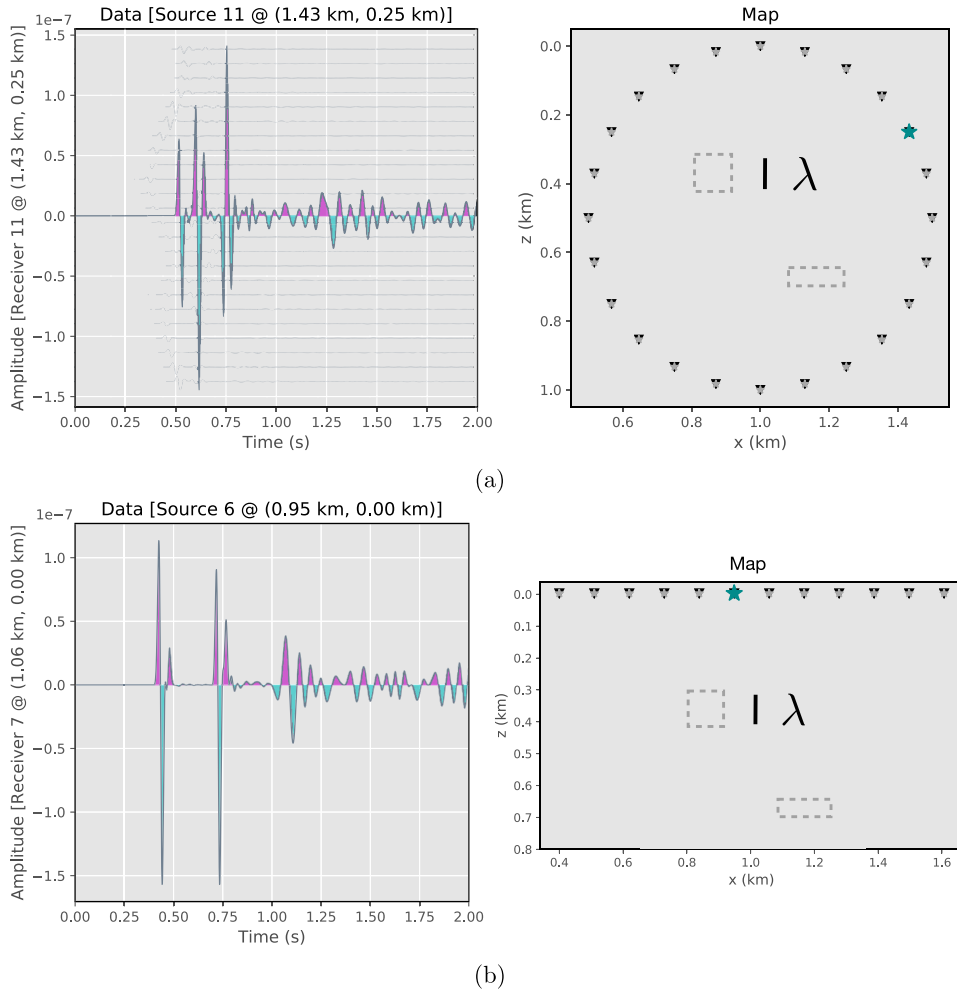 Data [Source 11 @ (1.43 km, 0.25 km)]
1e−7
Amplitude [Receiver 11 @ (1.43 km, 0.25 km)]
1.5
1.0
0.5
0.0
−0.5
−1.0
−1.5
0.00 0.25 0.50 0.75 1.00 1.25 1.50 1.75 2.00
Time (s)
Map
z (km)
0.0
0.2
0.4
0.6
0.8
1.0
λ
0.6 0.8 1.0 1.2 1.4
x (km)
(a)
Data [Source 6 @ (0.95 km, 0.00 km)]
1e−7
Amplitude [Receiver 7 @ (1.06 km, 0.00 km)]
1.0
0.5
0.0
−0.5
−1.0
−1.5
0.00 0.25 0.50 0.75 1.00 1.25 1.50 1.75 2.00
Time (s)
Map
z (km)
0.0
0.1
0.2
0.3
0.4
0.5
0.6
0.7
0.8
λ
0.4 0.6 0.8 1.0 1.2 1.4 1.6
x (km)
(b)